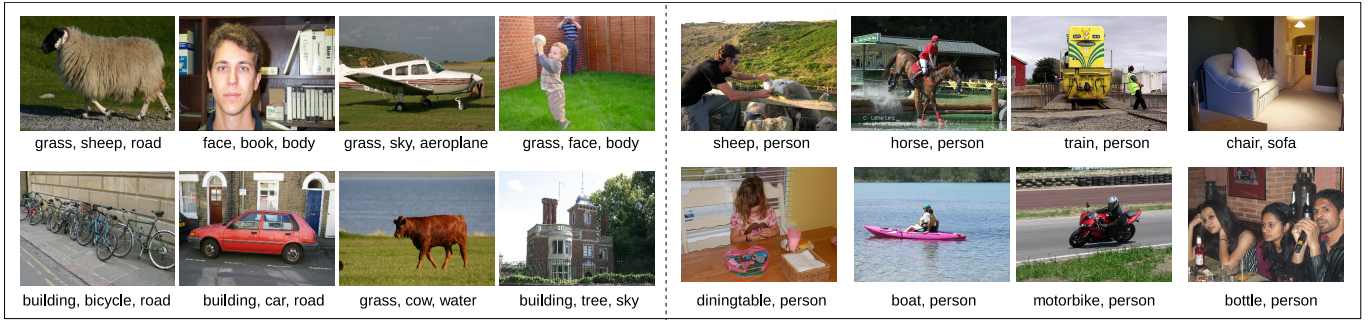 grass, sheep, road
face, book, body
grass, sky, aeroplane
grass, face, body
sheep, person
horse, person
train, person
chair, sofa
building, bicycle, road
building, car, road
grass, cow, water
building, tree, sky
diningtable, person
boat, person
motorbike, person
bottle, person